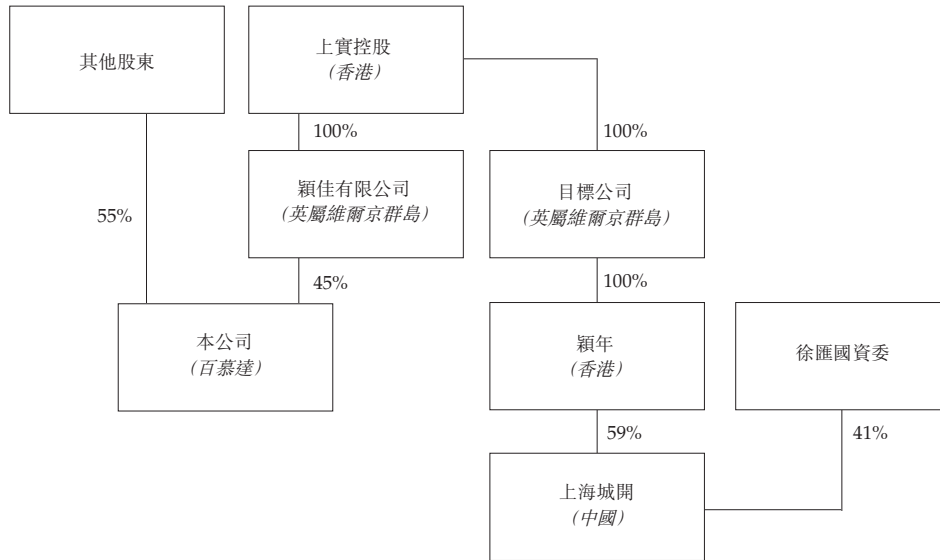 其他股東
上實控股
（香港）
100%
100%
穎佳有限公司
（英屬維爾京群島）
目標公司
（英屬維爾京群島）
55%
45%
100%
本公司
（百慕達）
穎年
（香港）
徐匯國資委
59%
41%
上海城開
（中國）